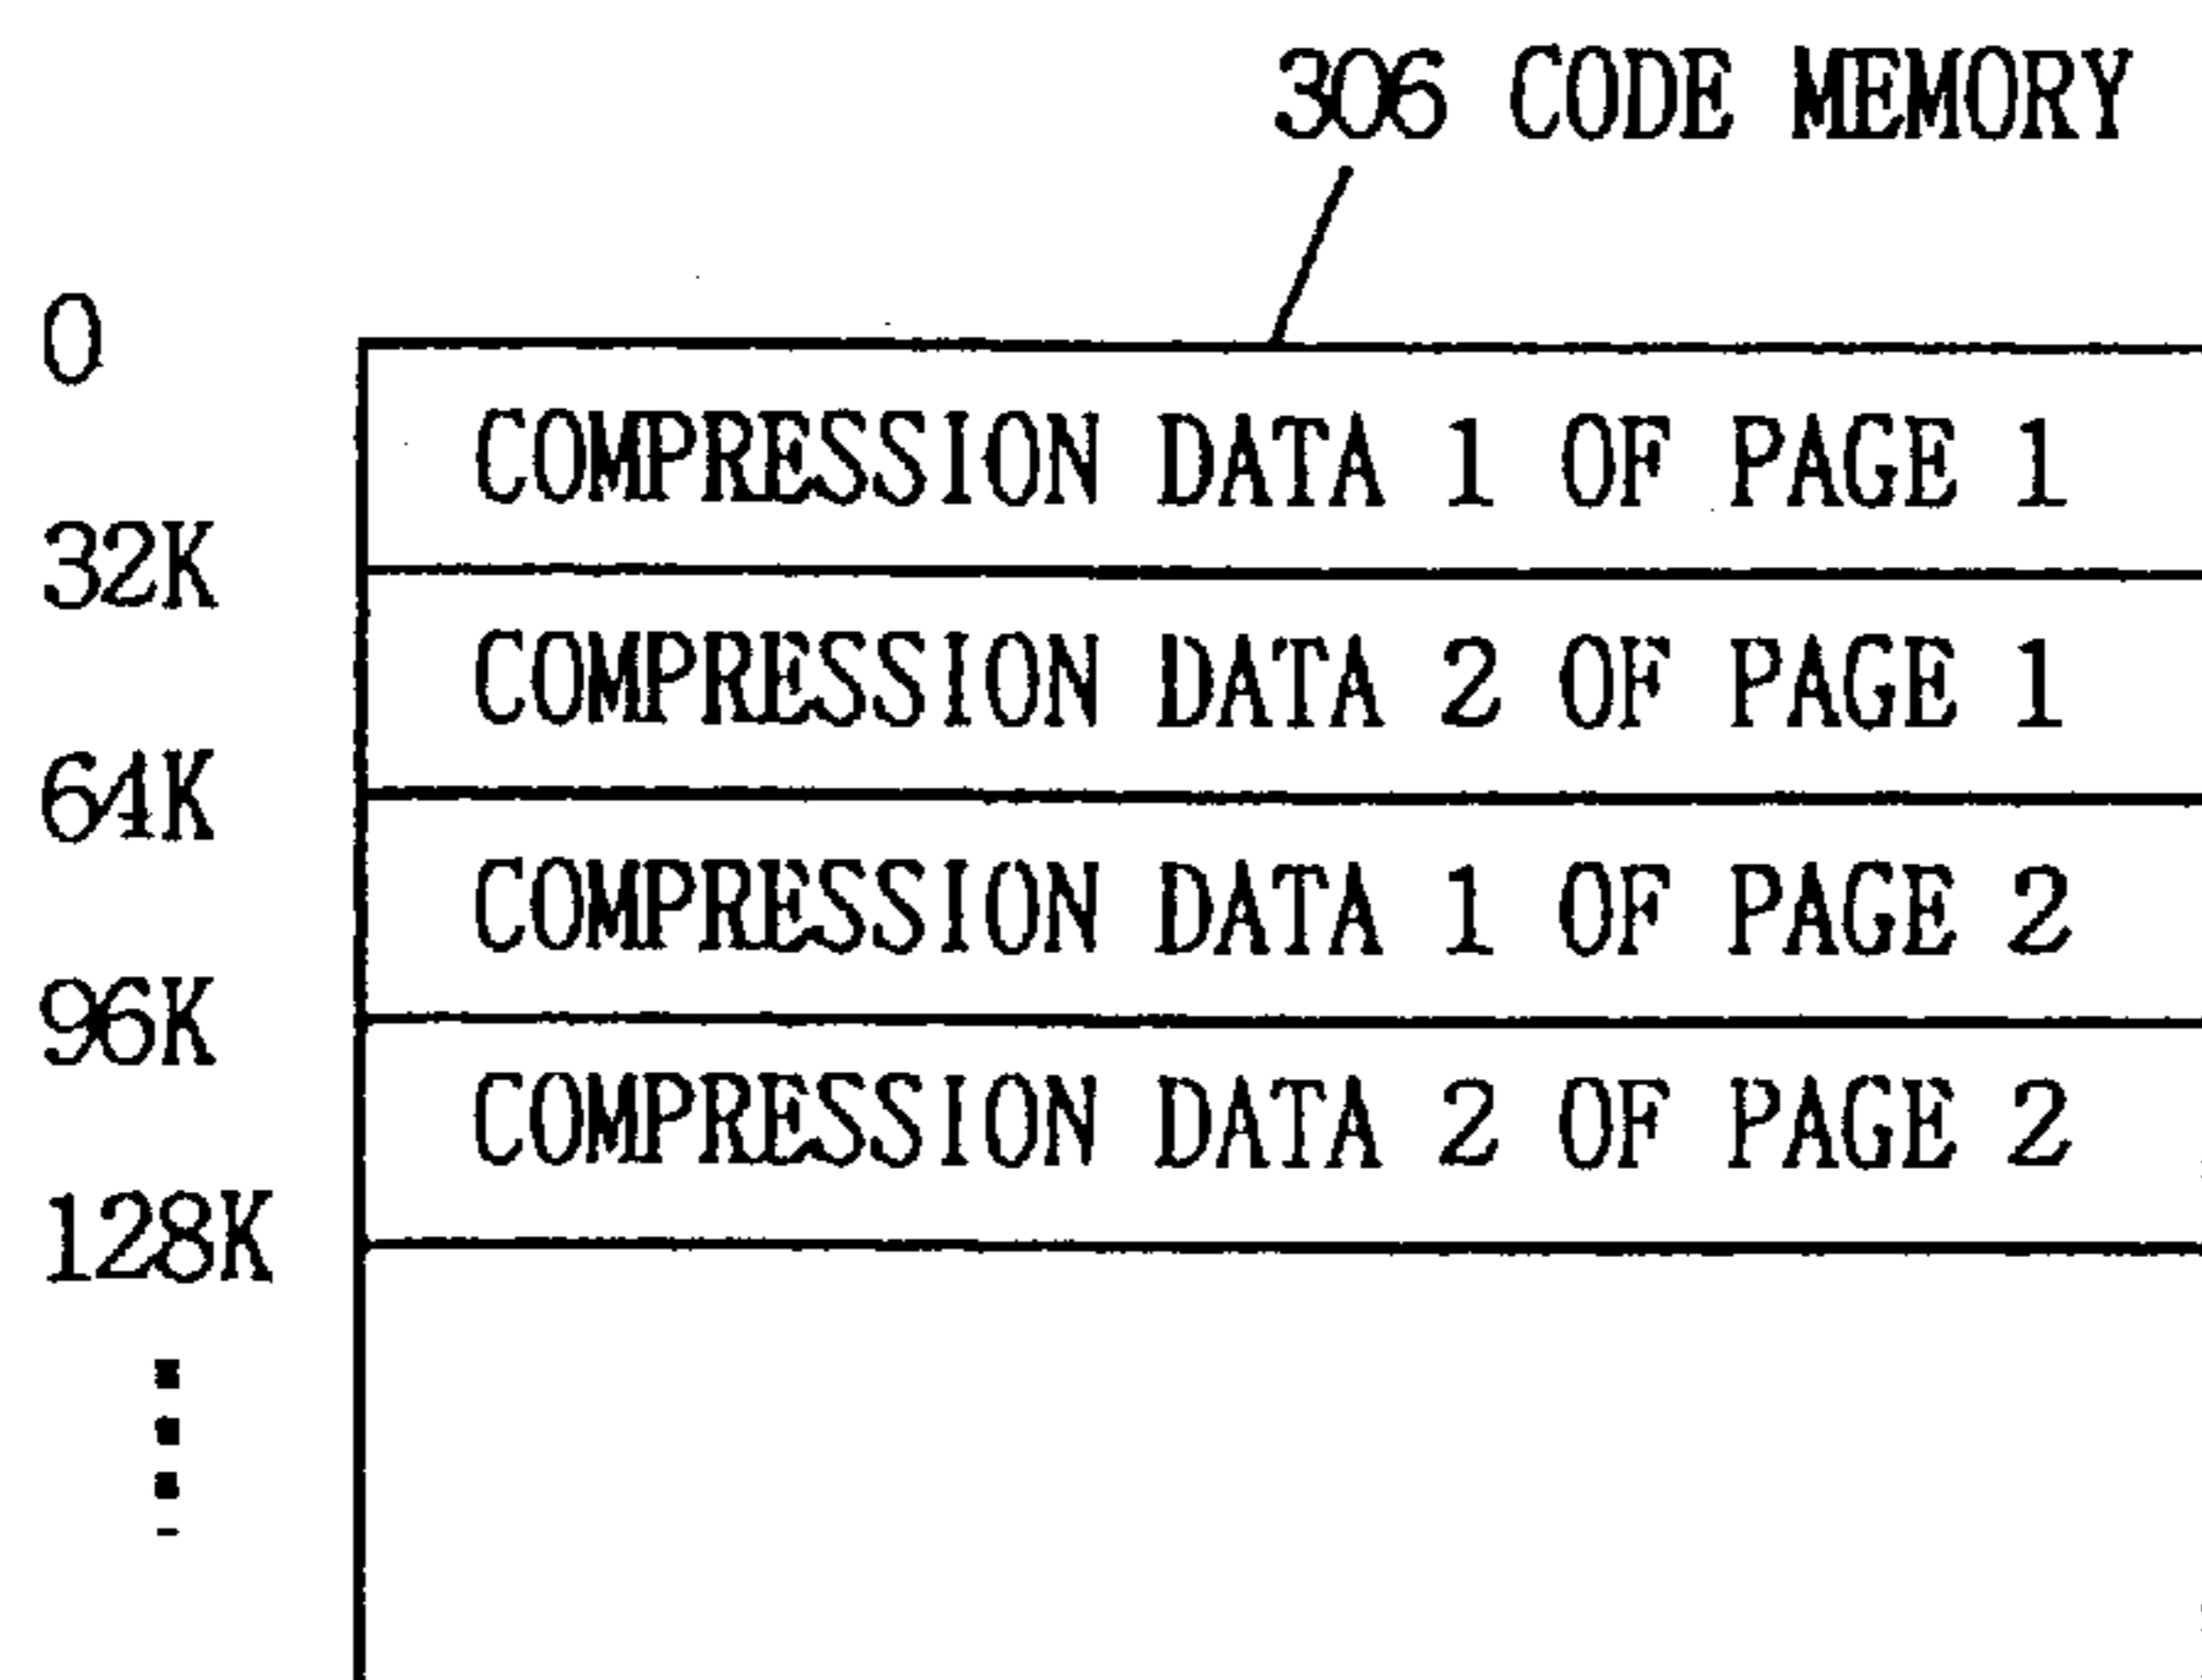 306 CODE MEMORY
0
COMPRESSION DATA 1 OF PAGE 1
32K
COMPRESSION DATA 2 OF PAGE 1
64K
COMPRESSION DATA 1 OF PAGE 2
96K
COMPRESSION DATA 2 OF PAGE 2
128K